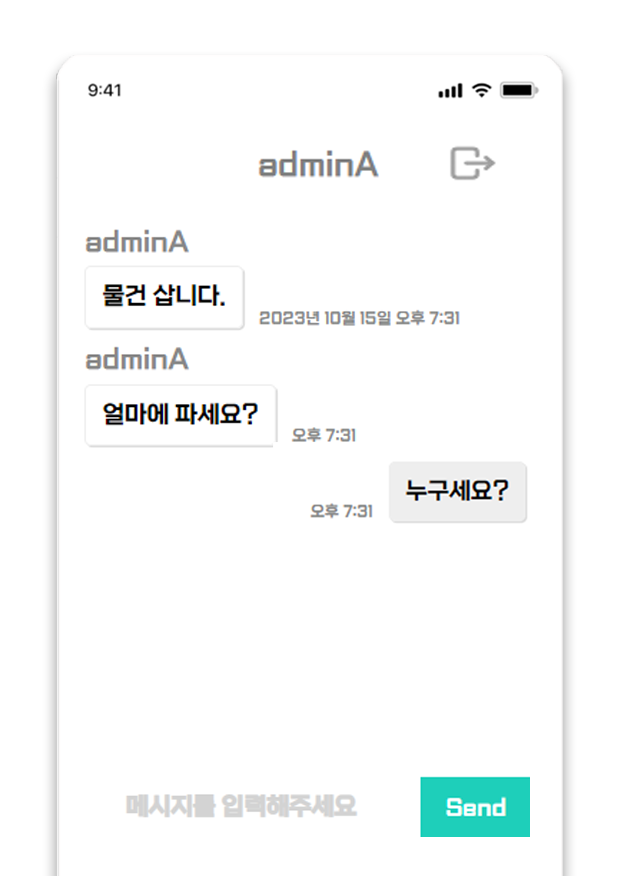 9:41
adminA
adminA
물건 삽니다.
2023년 10월 15일 오후 7:31
adminA
얼마에 파세요?
오후 7:31
누구세요?
오후 7:31
메시지를 입력해주세요
Send